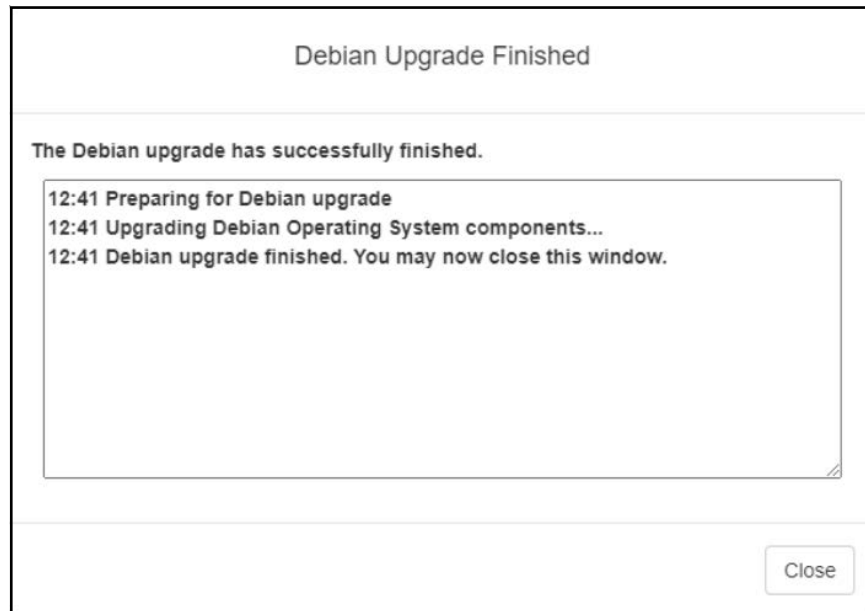 Debian Upgrade Finished
The Debian upgrade has successfully finished.
12:41 Preparing for Debian upgrade
12:41 Upgrading Debian Operating System components...
12:41 Debian upgrade finished. You may now close this window.
Close